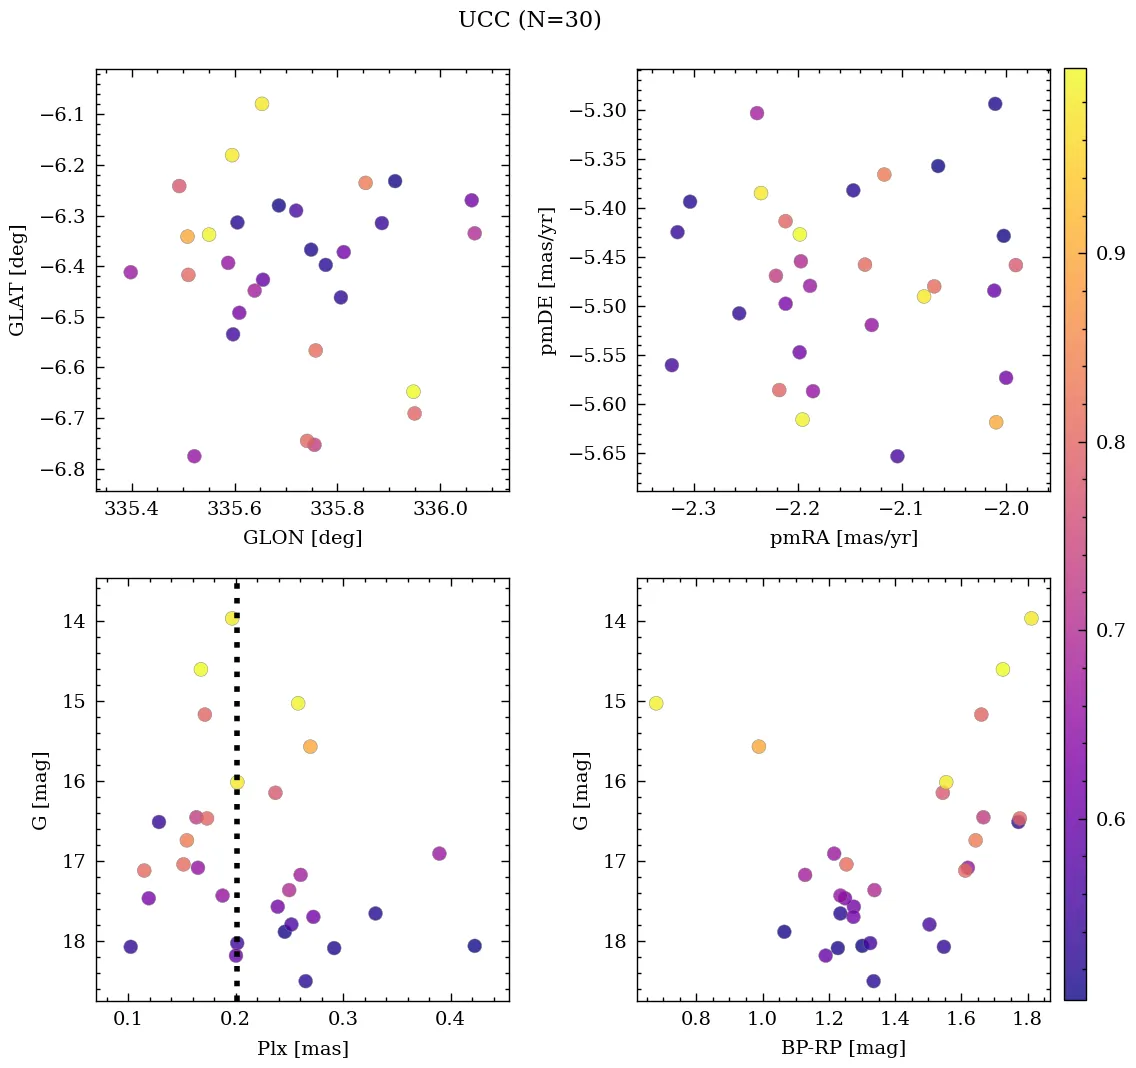 UCC (N=30)
−6.1
−6.2
−6.3
−6.4
−6.5
−6.6
−6.7
−6.8
GLAT [deg]
335.4 335.6 335.8 336.0
GLON [deg]
−5.30
−5.35
−5.40
−5.45
−5.50
−5.55
−5.60
−5.65
pmDE [mas/yr]
−2.3 −2.2 −2.1 −2.0
pmRA [mas/yr]
14
15
16
17
18
G [mag]
0.1 0.2 0.3 0.4
Plx [mas]
14
15
16
17
18
G [mag]
0.8 1.0 1.2 1.4 1.6 1.8
BP-RP [mag]
0.9
0.8
0.7
0.6